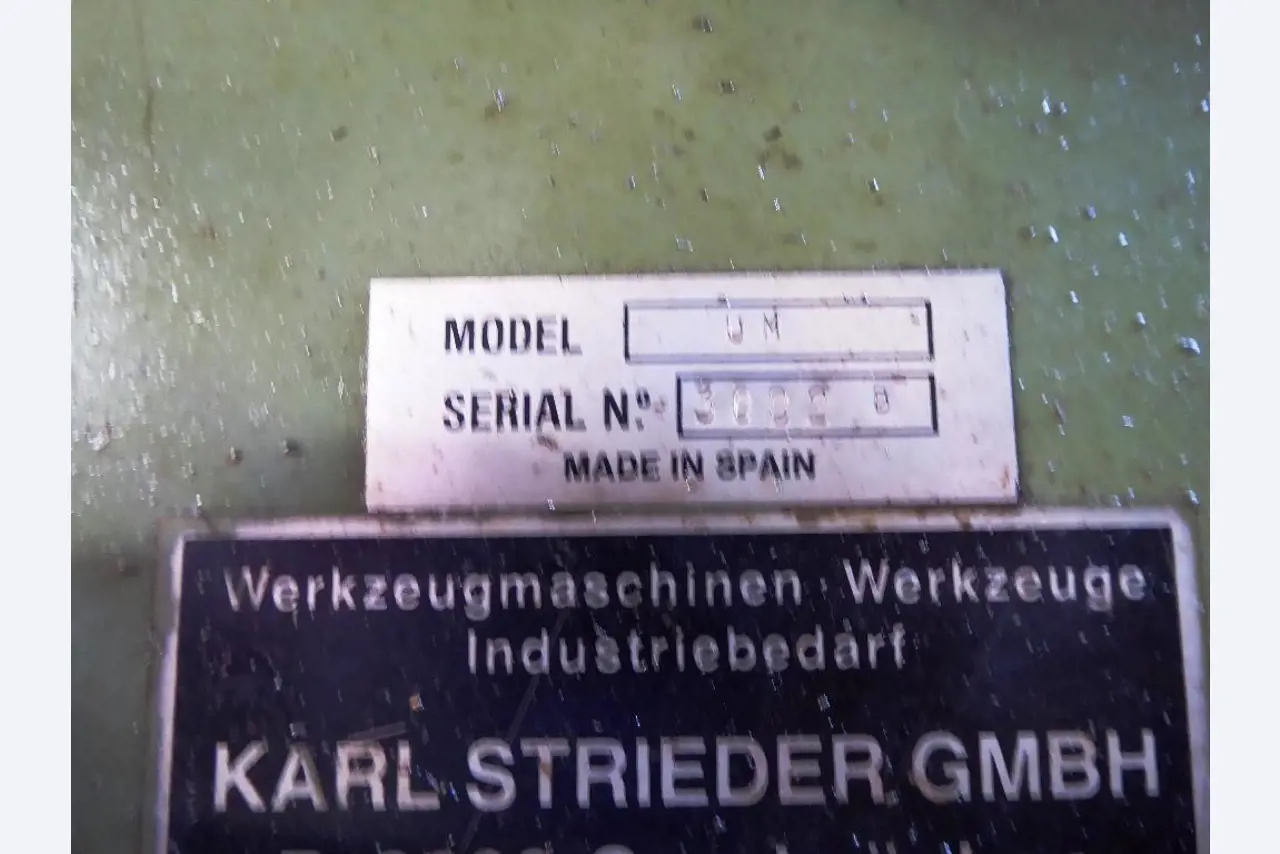 MODEL UM
SERIAL Nº.
MADE IN SPAIN
Werkzeugmaschinen · Werkzeuge
Industriebedarf
KARL STRIEDER GMBH